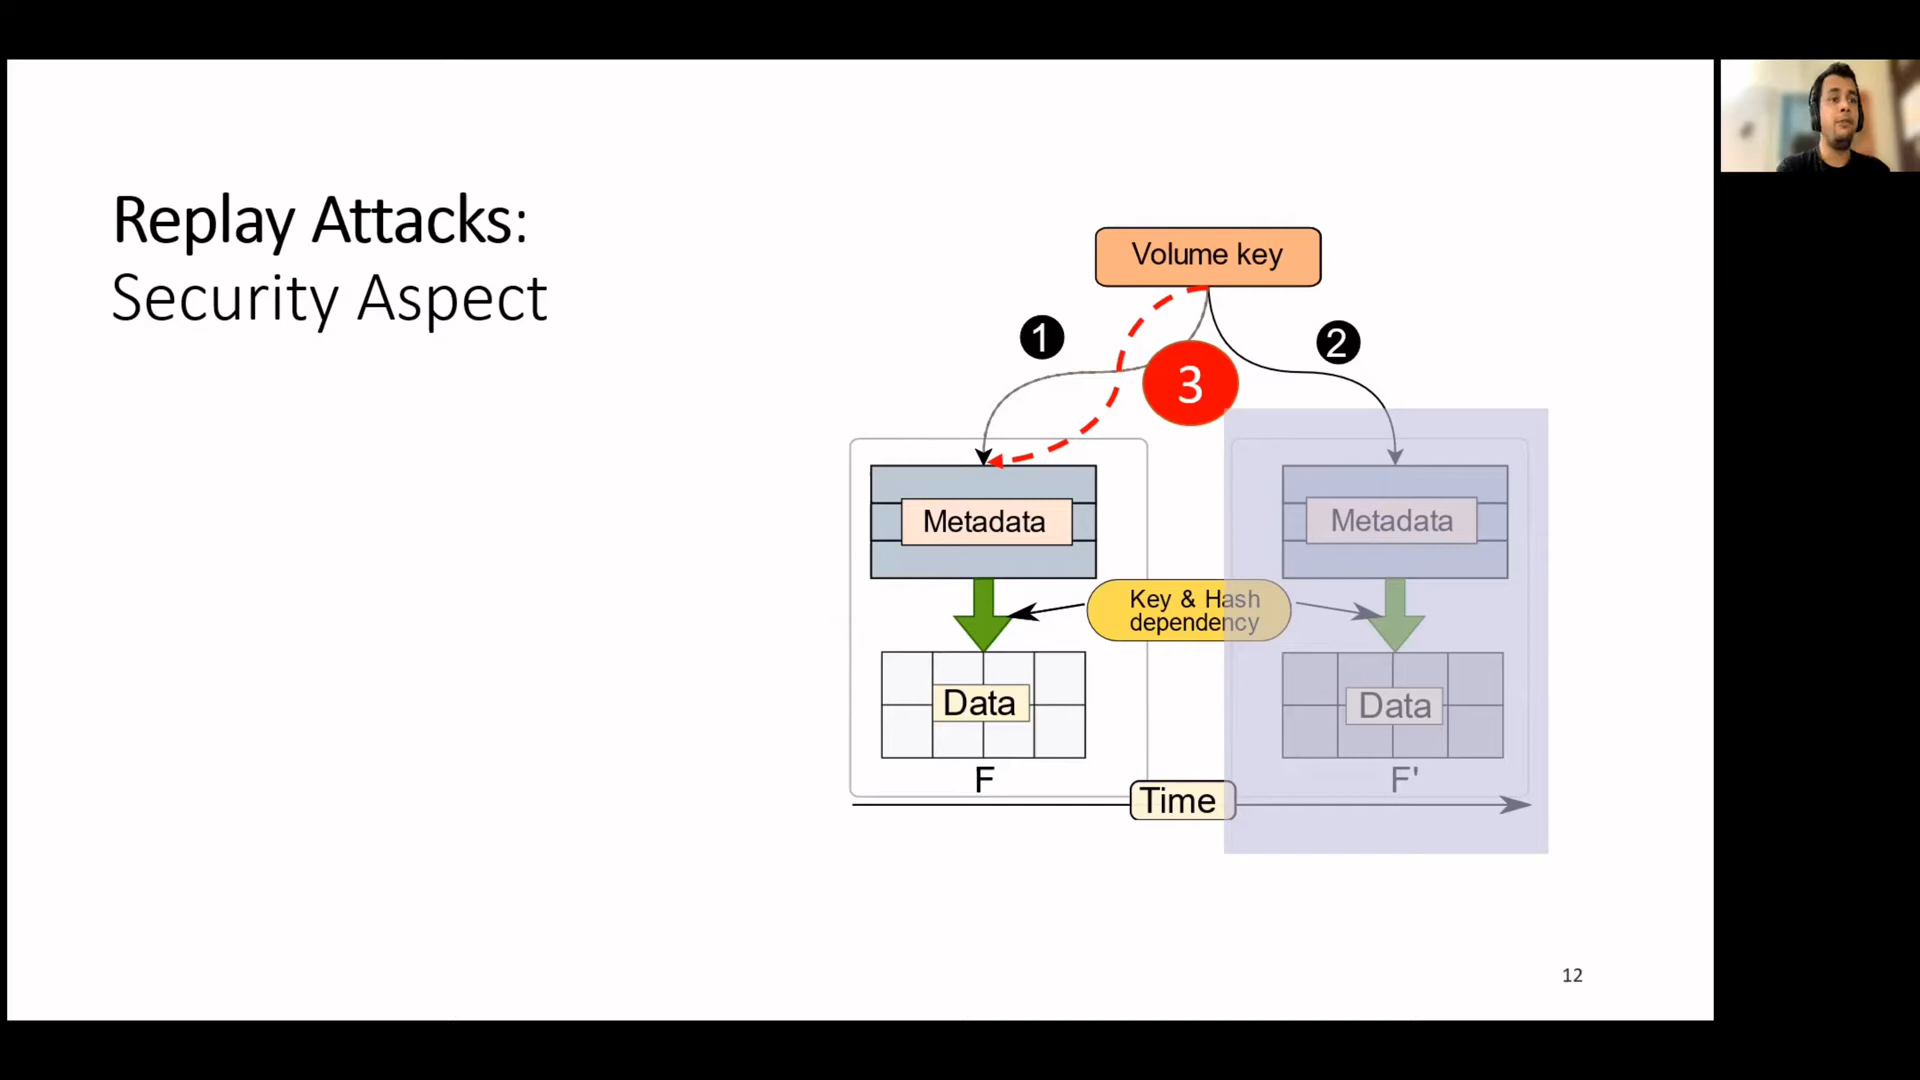 Replay Attacks:
Security Aspect
Volume key
1
2
3
Metadata
Metadata
Key & Hash
dependency
Data
Data
F
F'
Time
12